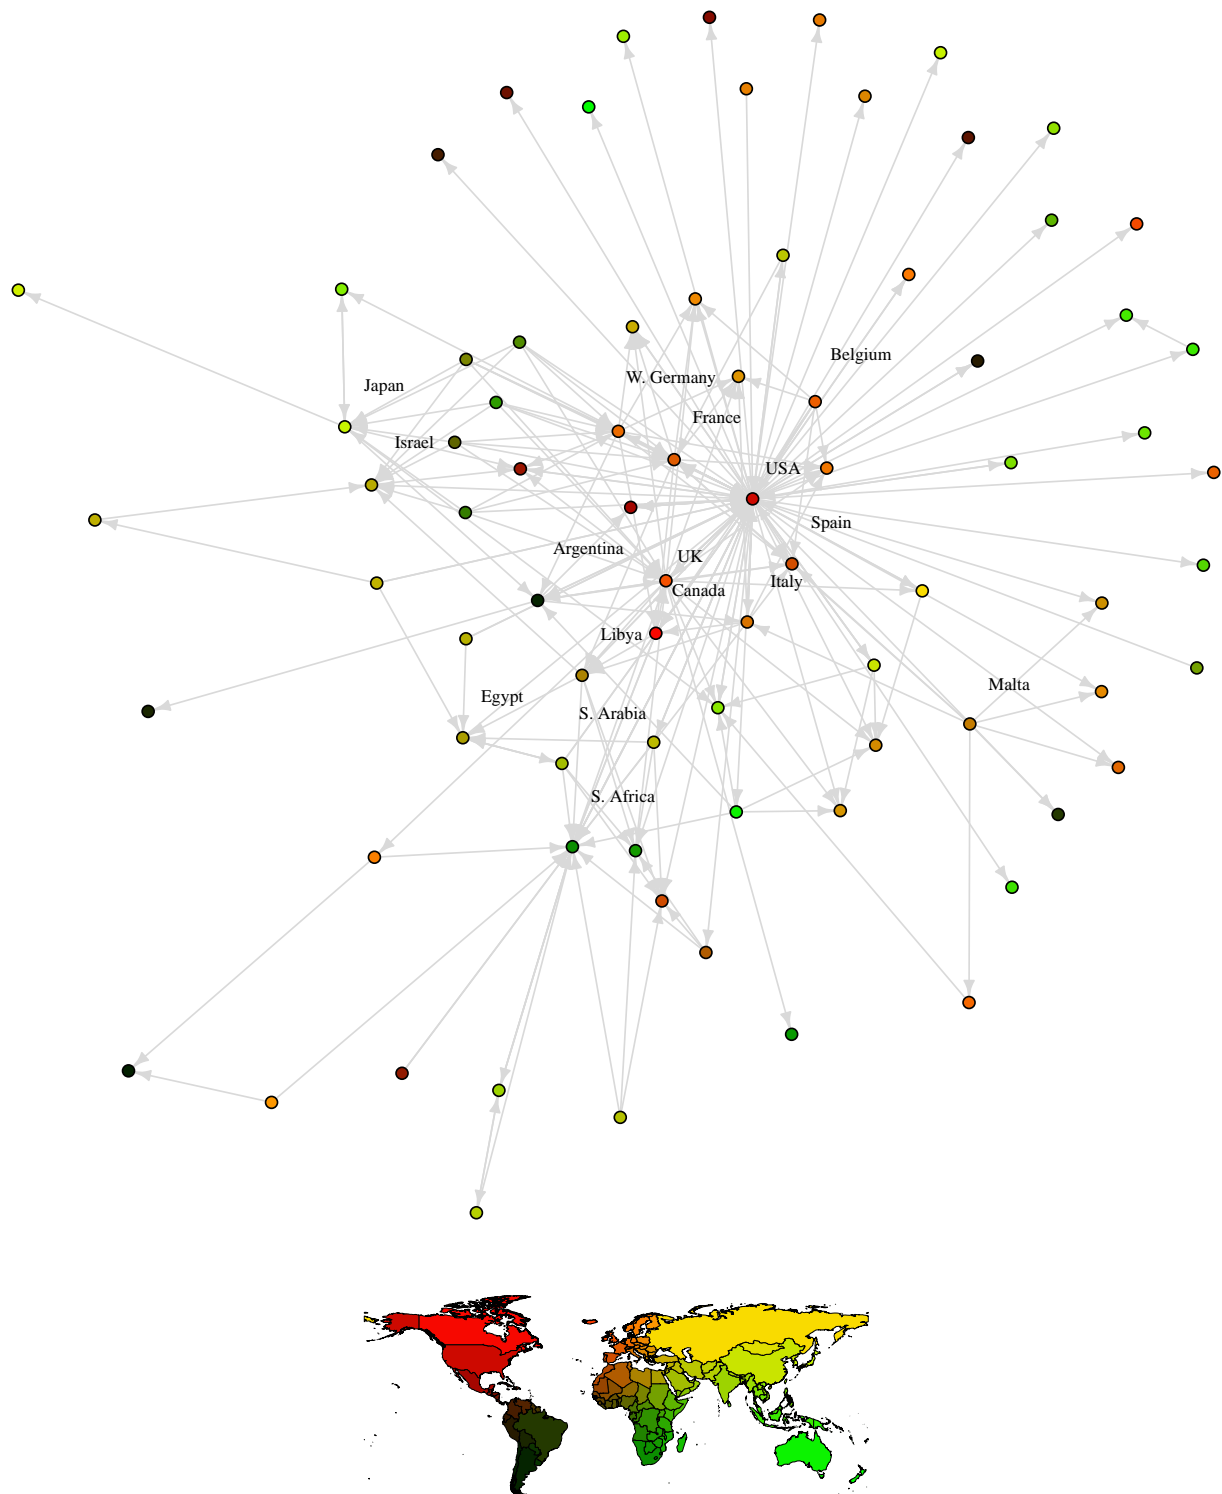 Belgium
W. Germany
Japan
France
Israel
USA
Spain
Argentina
UK
Italy
Canada
Libya
Malta
Egypt
S. Arabia
S. Africa